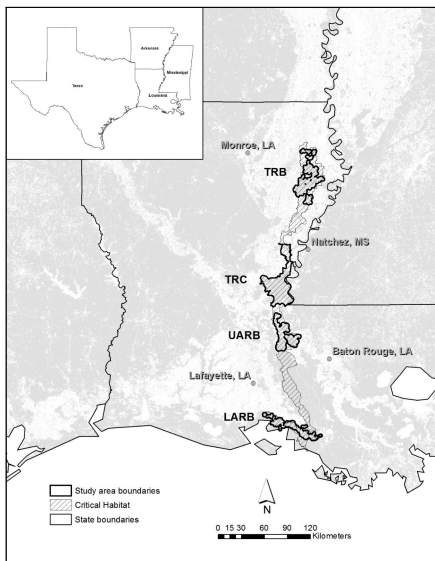 Arkansas
Mississippi
Texas
Louisiana
Monroe, LA
TRB
Natchez, MS
TRC
UARB
Baton Rouge, LA
Lafayette, LA
LARB
Study area boundaries
Critical Habitat
State boundaries
N
0 15 30 60 90 120
Kilometers